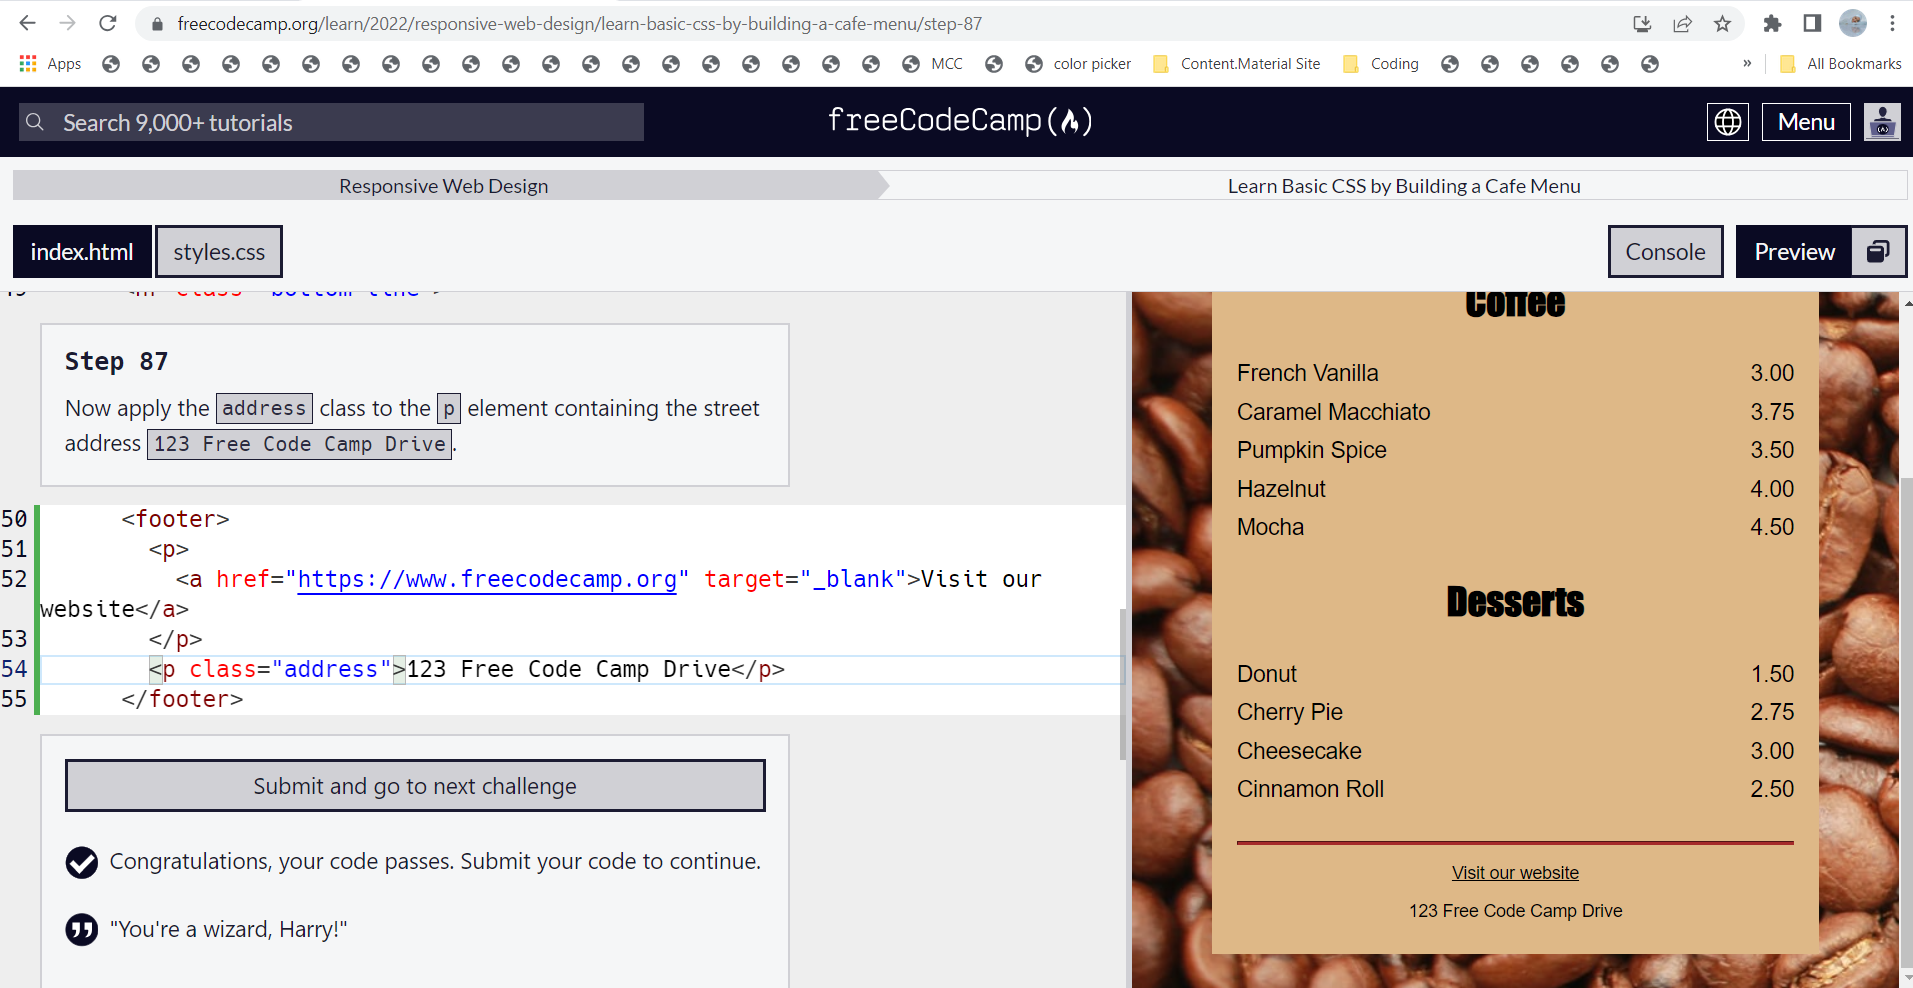 freecodecamp.org/learn/2022/responsive-web-design/learn-basic-css-by-building-a-cafe-menu/step-87
Apps MCC color picker Content.Material Site Coding » All Bookmarks
Search 9,000+ tutorials freeCodeCamp Menu
Responsive Web Design Learn Basic CSS by Building a Cafe Menu
index.html styles.css Console Preview
Step 87
Now apply the address class to the p element containing the street
address 123 Free Code Camp Drive.
50 <footer>
51 <p>
52 <a href="https://www.freecodecamp.org" target="_blank">Visit our
website</a>
53 </p>
54 <p class="address">123 Free Code Camp Drive</p>
55 </footer>
Submit and go to next challenge
Congratulations, your code passes. Submit your code to continue.
"You're a wizard, Harry!"
Coffee
French Vanilla 3.00
Caramel Macchiato 3.75
Pumpkin Spice 3.50
Hazelnut 4.00
Mocha 4.50
Desserts
Donut 1.50
Cherry Pie 2.75
Cheesecake 3.00
Cinnamon Roll 2.50
Visit our website
123 Free Code Camp Drive